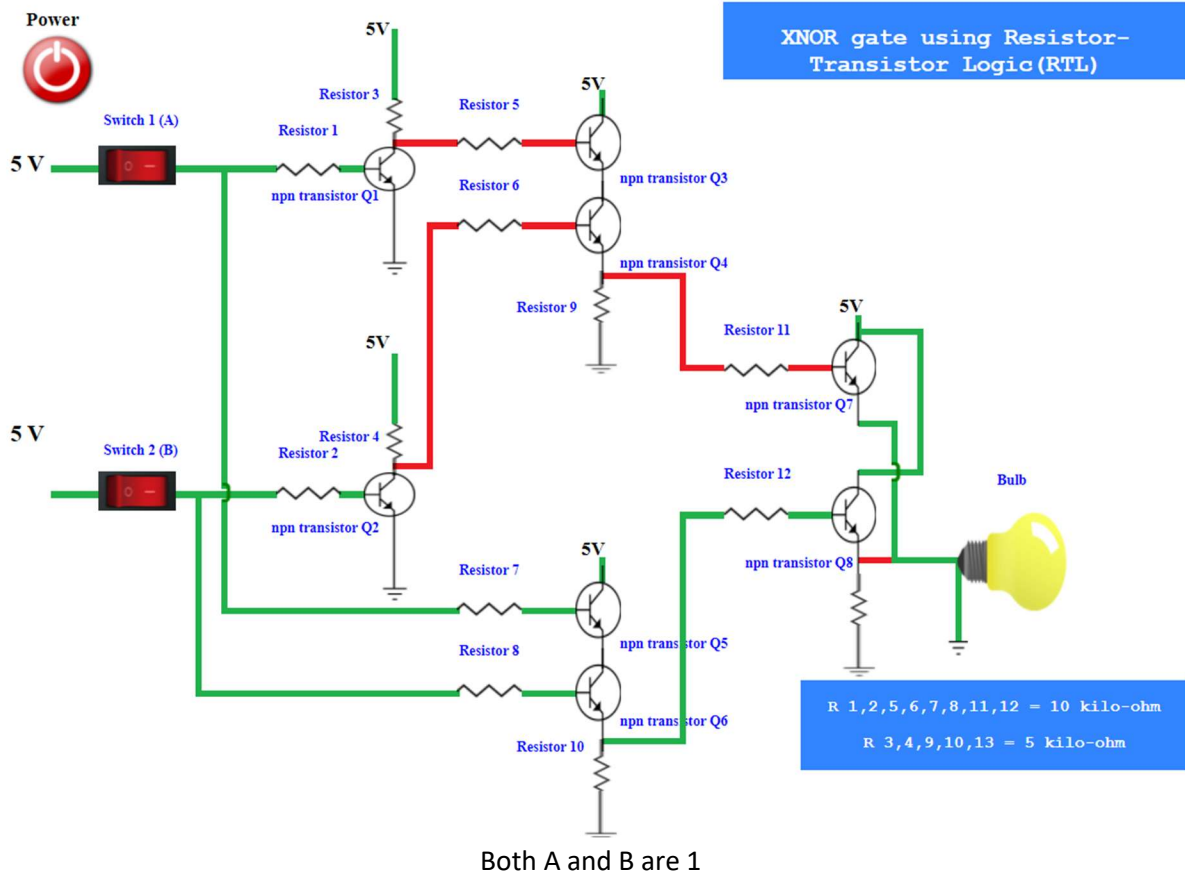 Power
5V
XNOR gate using Resistor-
Transistor Logic(RTL)
Resistor 3
Resistor 5
5V
Switch 1 (A)
Resistor 1
5 V
npn transistor Q1
Resistor 6
npn transistor Q3
npn transistor Q4
Resistor 9
5V
Resistor 11
5V
npn transistor Q7
5 V
Switch 2 (B)
Resistor 4
Resistor 2
Resistor 12
Bulb
npn transistor Q2
5V
npn transistor Q8
Resistor 7
npn transistor Q5
Resistor 8
npn transistor Q6
Resistor 10
R 1,2,5,6,7,8,11,12 = 10 kilo-ohm
R 3,4,9,10,13 = 5 kilo-ohm
Both A and B are 1